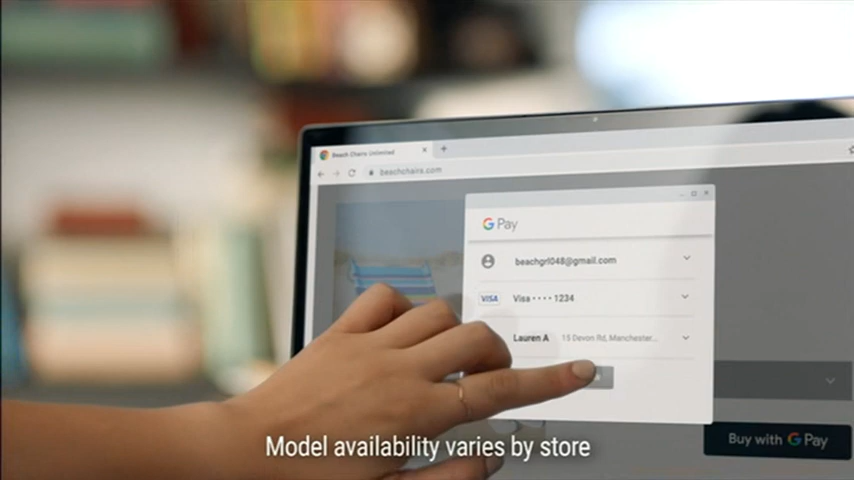 Beach Chairs Unlimited
beachchairs.com
G Pay
beachgrl048@gmail.com
VISA
Visa •••• 1234
Lauren A 15 Devon Rd, Manchester...
Buy with G Pay
Model availability varies by store